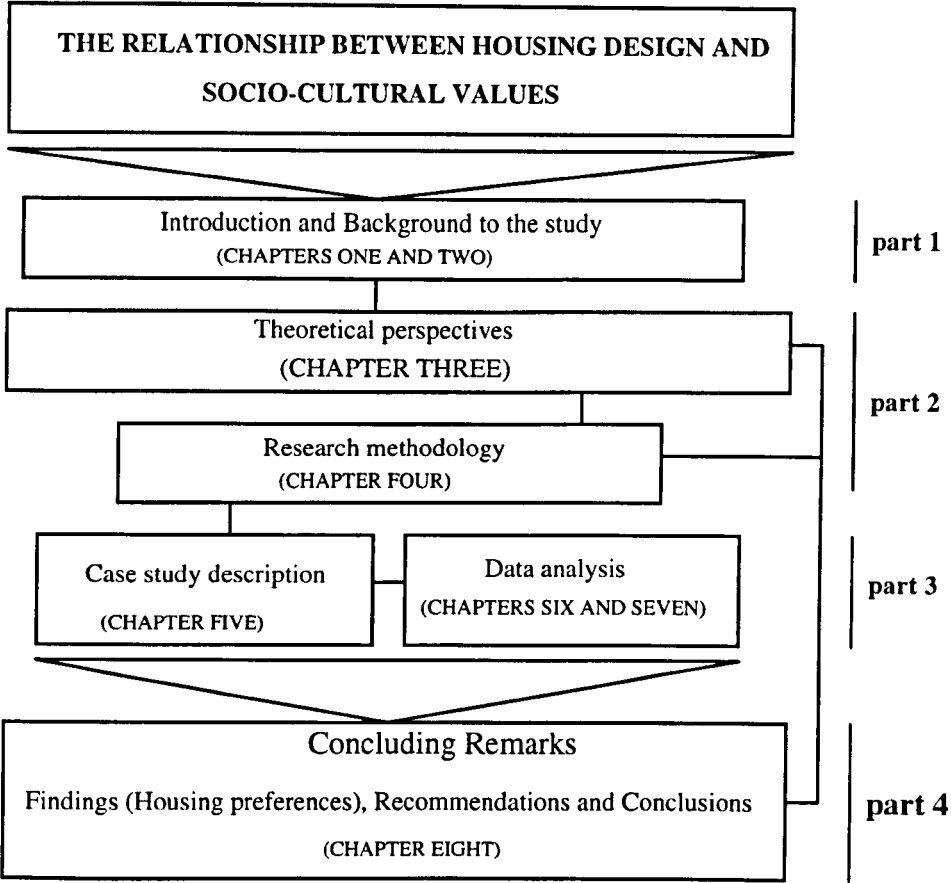 THE RELATIONSHIP BETWEEN HOUSING DESIGN AND
SOCIO-CULTURAL VALUES
Introduction and Background to the study
(CHAPTERS ONE AND TWO)
part 1
Theoretical perspectives
(CHAPTER THREE)
part 2
Research methodology
(CHAPTER FOUR)
Case study description
(CHAPTER FIVE)
Data analysis
(CHAPTERS SIX AND SEVEN)
part 3
Concluding Remarks
Findings (Housing preferences), Recommendations and Conclusions
(CHAPTER EIGHT)
part 4